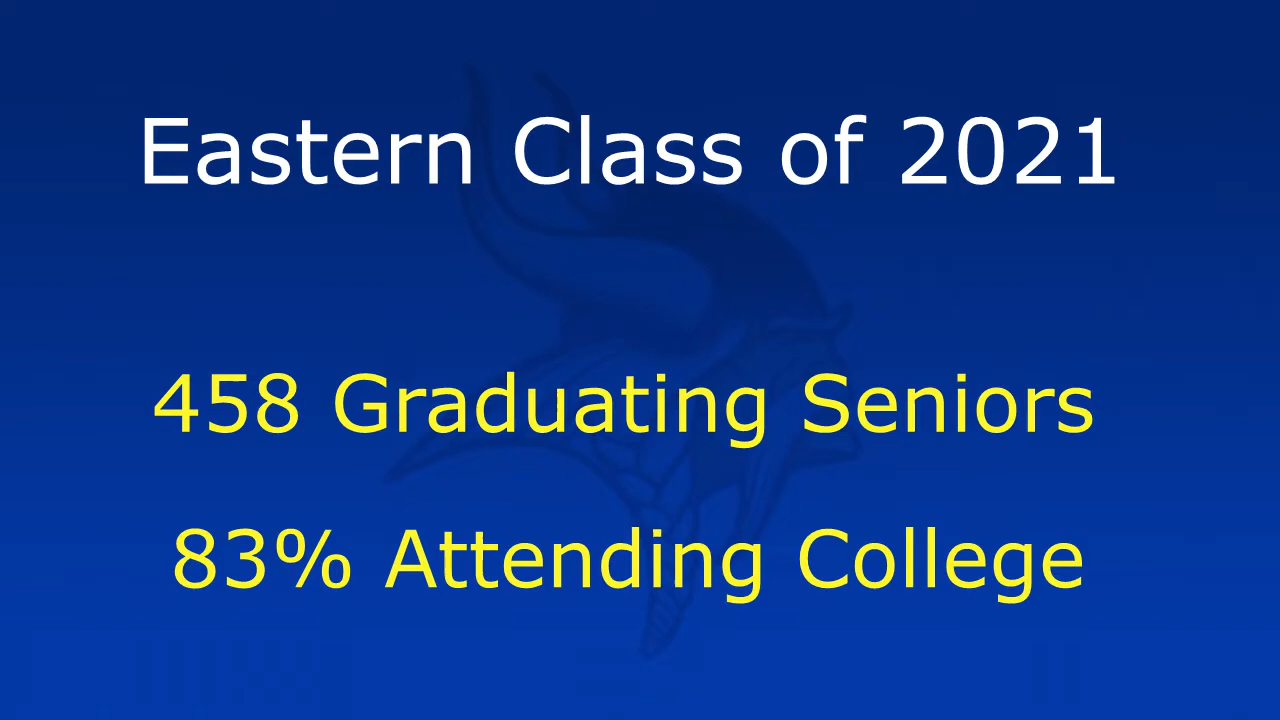 Eastern Class of 2021
458 Graduating Seniors
83% Attending College